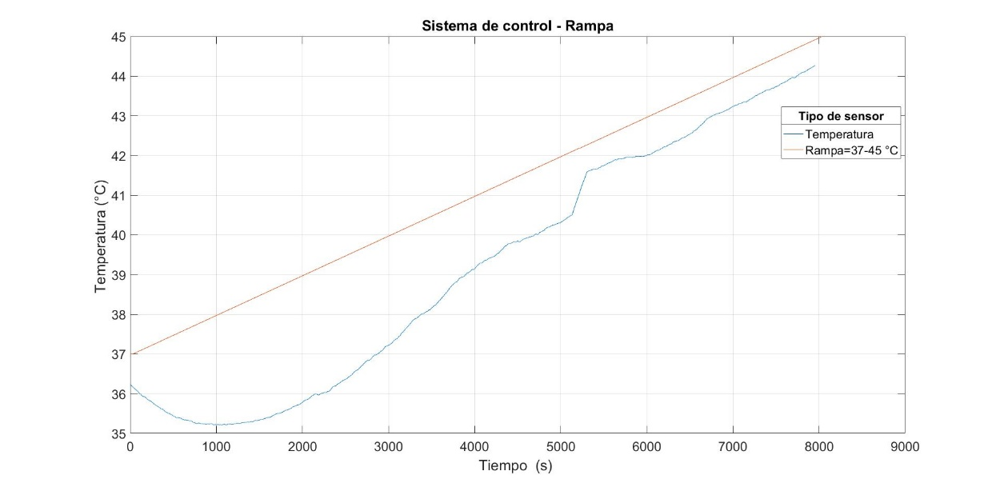 Sistema de control - Rampa
45
44
43
42
41
40
39
38
37
36
35
Temperatura (°C)
Tipo de sensor
Temperatura
Rampa=37-45 °C
0 1000 2000 3000 4000 5000 6000 7000 8000 9000
Tiempo (s)